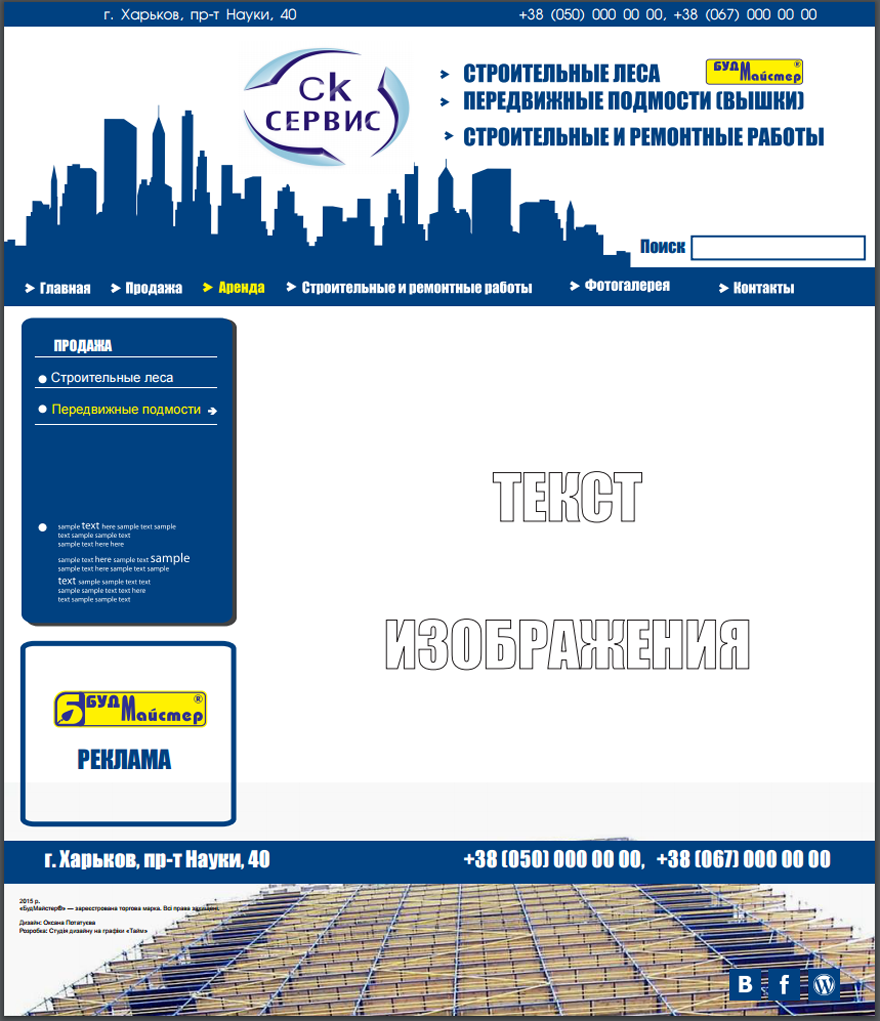 г. Харьков, пр-т Науки, 40
+38 (050) 000 00 00, +38 (067) 000 00 00
СК
СЕРВИС
СТРОИТЕЛЬНЫЕ ЛЕСА
БУД Майстер ®
ПЕРЕДВИЖНЫЕ ПОДМОСТИ (ВЫШКИ)
СТРОИТЕЛЬНЫЕ И РЕМОНТНЫЕ РАБОТЫ
Поиск
Главная
Продажа
Аренда
Строительные и ремонтные работы
Фотогалерея
Контакты
ПРОДАЖА
Строительные леса
Передвижные подмости
sample text here sample text sample
text sample sample text
sample text here here
sample text here sample text sample
sample text here sample text sample
text sample sample text text
sample sample text text here
text sample sample text
ТЕКСТ
ИЗОБРАЖЕНИЯ
Б БУД Майстер ®
РЕКЛАМА
г. Харьков, пр-т Науки, 40
+38 (050) 000 00 00, +38 (067) 000 00 00
2015 р.
«БудМайстер®» — зареєстрована торгова марка. Всі права захищені.
Дизайн: Оксана Потатуєва
Розробка: Студія дизайну на графіки «Тайм»
В f W